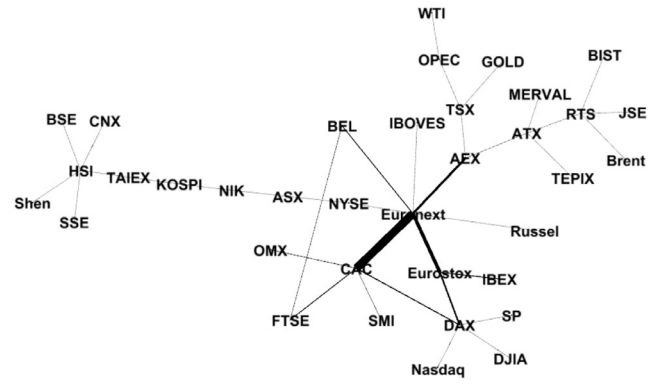 WTI
OPEC
GOLD
BIST
TSX
MERVAL
RTS
JSE
BSE
CNX
BEL
IBOVES
ATX
AEX
Brent
HSI
TAIEX
KOSPI
NIK
ASX
NYSE
TEPIX
Shen
SSE
Euronext
Russel
OMX
CAC
Eurostox
IBEX
FTSE
SMI
DAX
SP
DJIA
Nasdaq